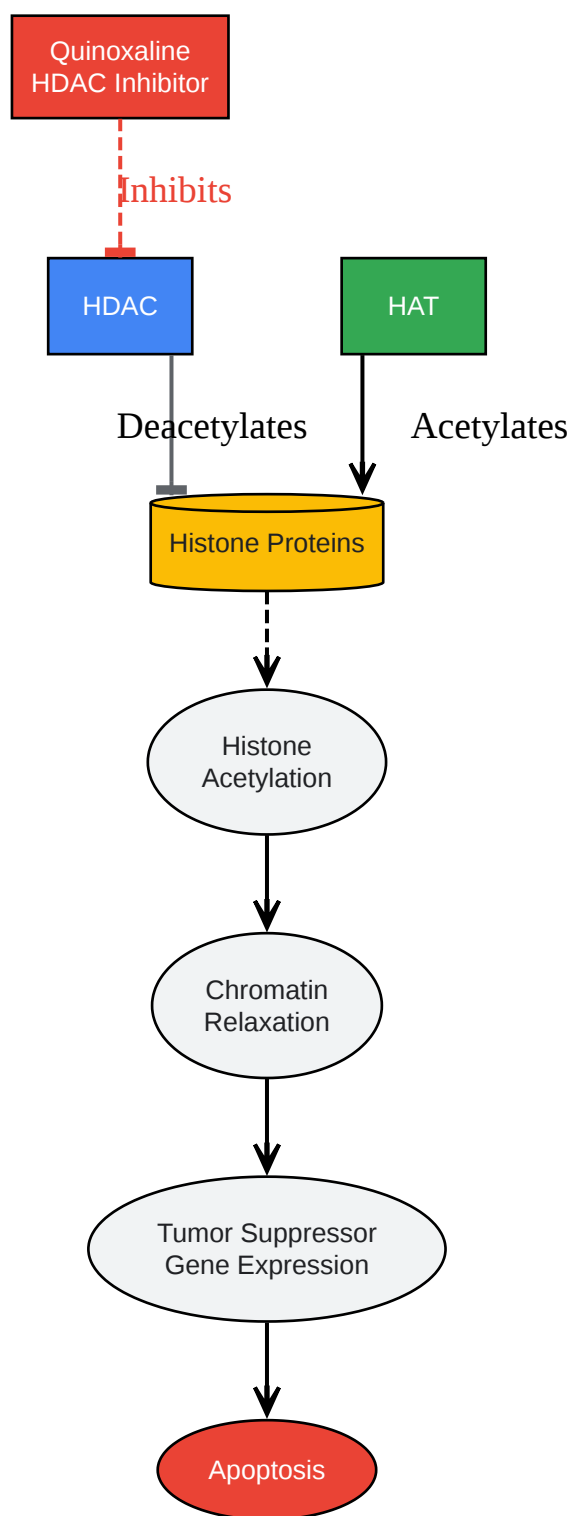 Quinoxaline
HDAC Inhibitor
Inhibits
HDAC
HAT
Deacetylates
Acetylates
Histone Proteins
Histone
Acetylation
Chromatin
Relaxation
Tumor Suppressor
Gene Expression
Apoptosis